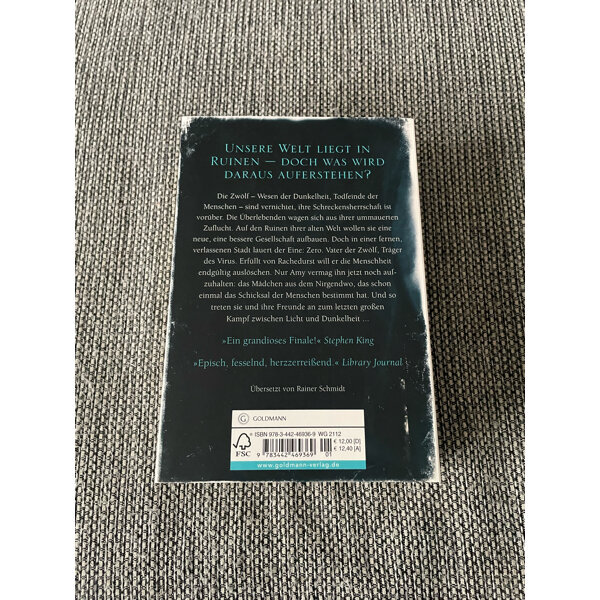 Unsere Welt liegt in
Ruinen – doch was wird
daraus auferstehen?
Die Zwölf – Wesen der Dunkelheit, Todfeinde der
Menschen – sind vernichtet, ihre Schreckensherrschaft ist
vorüber. Die Überlebenden wagen sich aus ihrer ummauerten
Zuflucht. Auf den Ruinen ihrer alten Welt wollen sie eine
neue, eine bessere Gesellschaft aufbauen. Doch in einer fernen,
verlassenen Stadt lauert der Eine: Zero. Vater der Zwölf, Träger
des Virus. Erfüllt von Rachedurst will er die Menschheit
endgültig auslöschen. Nur Amy vermag ihn jetzt noch auf-
zuhalten: das Mädchen aus dem Nirgendwo, das schon
einmal das Schicksal der Menschen bestimmt hat. Und so
treten sie und ihre Freunde an zum letzten großen
Kampf zwischen Licht und Dunkelheit ...
»Ein grandioses Finale!« Stephen King
»Episch, fesselnd, herzzerreißend.« Library Journal
Übersetzt von Rainer Schmidt
G GOLDMANN
ISBN 978-3-442-46936-9 WG 2112
€ 12,00 [D]
€ 12,40 [A]
FSC
9 783442 469369 01
www.goldmann-verlag.de